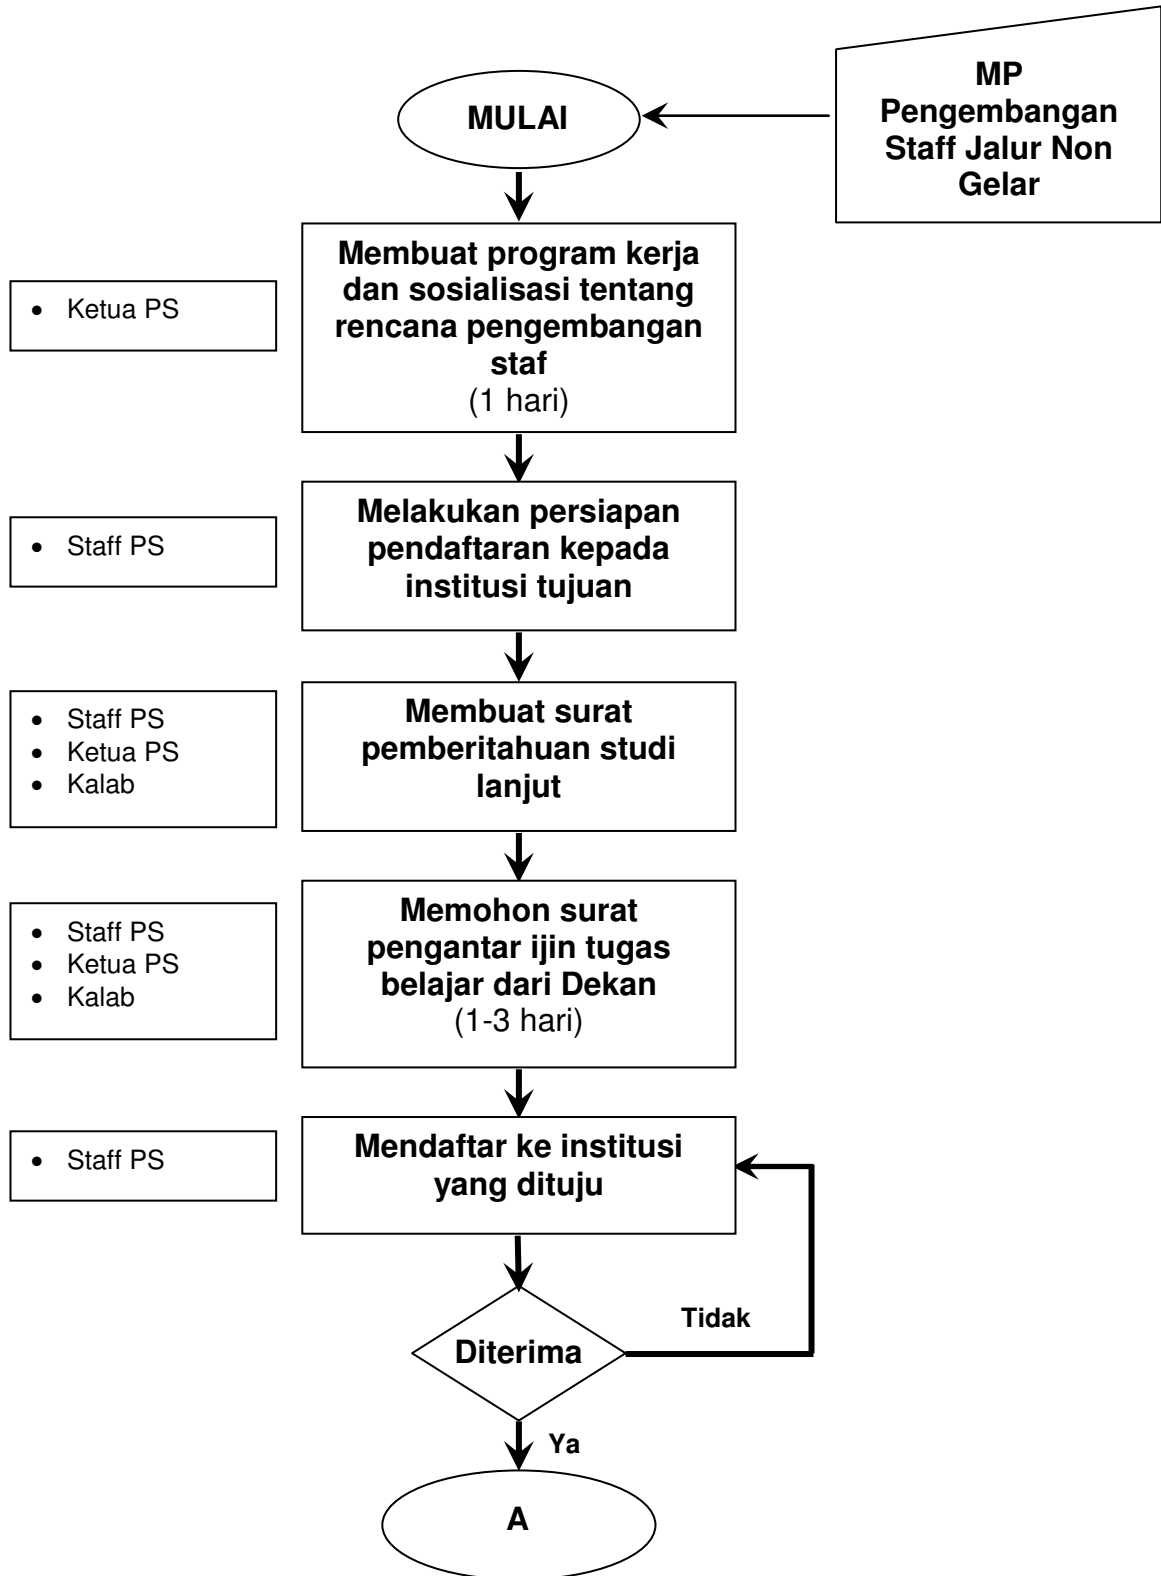 MP
Pengembangan
Staff Jalur Non
Gelar
MULAI
Membuat program kerja
dan sosialisasi tentang
rencana pengembangan
staf
(1 hari)
• Ketua PS
Melakukan persiapan
pendaftaran kepada
institusi tujuan
• Staff PS
Membuat surat
pemberitahuan studi
lanjut
• Staff PS
• Ketua PS
• Kalab
Memohon surat
pengantar ijin tugas
belajar dari Dekan
(1-3 hari)
• Staff PS
• Ketua PS
• Kalab
Mendaftar ke institusi
yang dituju
• Staff PS
Diterima
Tidak
Ya
A